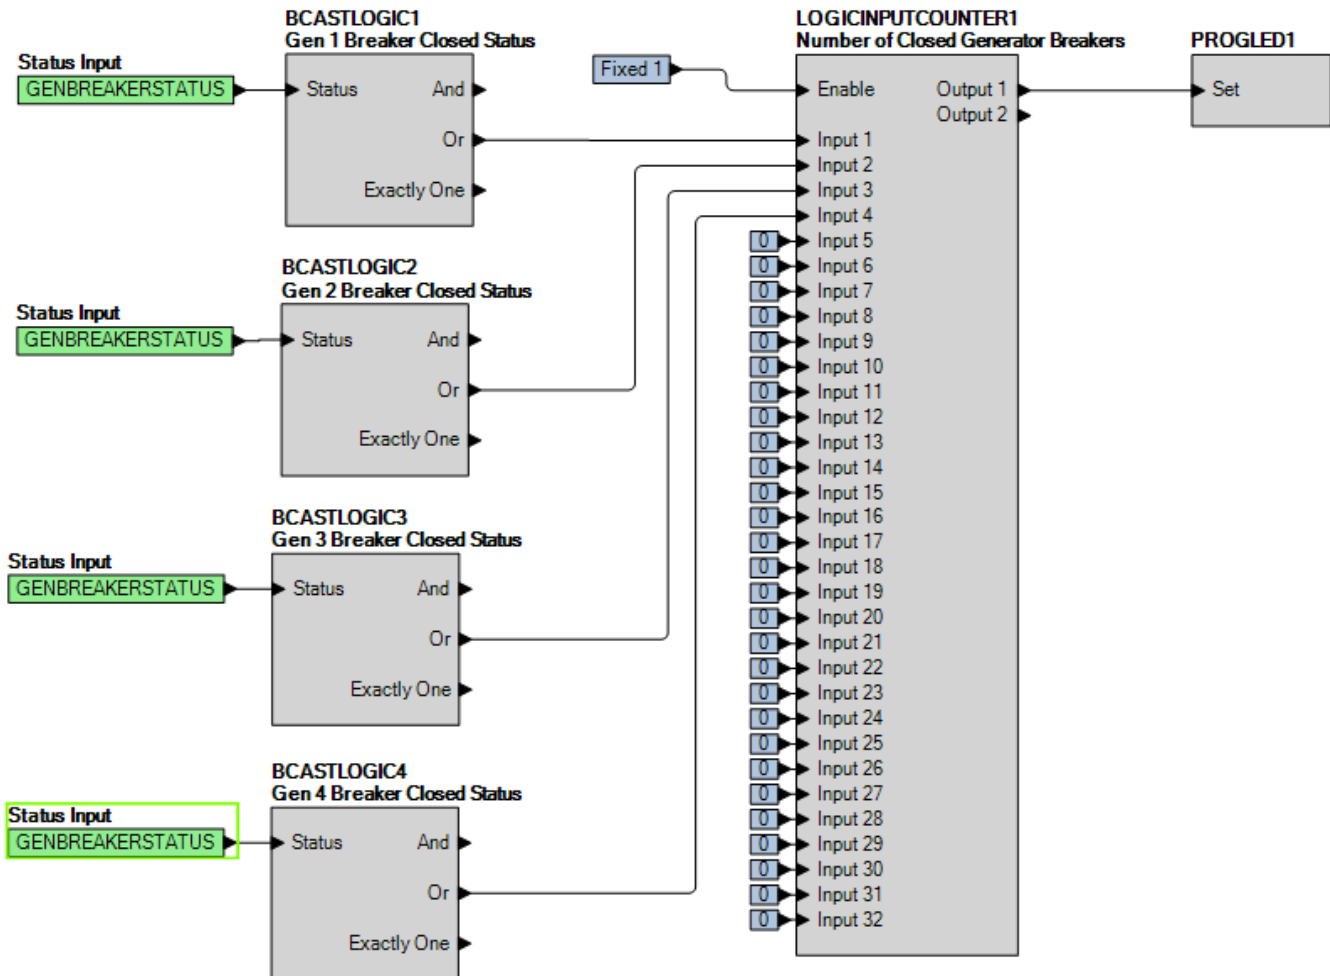 BCASTLOGIC1
Gen 1 Breaker Closed Status
Status Input
GENBREAKERSTATUS
Status
And
Or
Exactly One
BCASTLOGIC2
Gen 2 Breaker Closed Status
Status Input
GENBREAKERSTATUS
Status
And
Or
Exactly One
BCASTLOGIC3
Gen 3 Breaker Closed Status
Status Input
GENBREAKERSTATUS
Status
And
Or
Exactly One
BCASTLOGIC4
Gen 4 Breaker Closed Status
Status Input
GENBREAKERSTATUS
Status
And
Or
Exactly One
Fixed 1
LOGICINPUTCOUNTER1
Number of Closed Generator Breakers
Enable
Output 1
Output 2
Input 1
Input 2
Input 3
Input 4
0 Input 5
0 Input 6
0 Input 7
0 Input 8
0 Input 9
0 Input 10
0 Input 11
0 Input 12
0 Input 13
0 Input 14
0 Input 15
0 Input 16
0 Input 17
0 Input 18
0 Input 19
0 Input 20
0 Input 21
0 Input 22
0 Input 23
0 Input 24
0 Input 25
0 Input 26
0 Input 27
0 Input 28
0 Input 29
0 Input 30
0 Input 31
0 Input 32
PROGLED1
Set